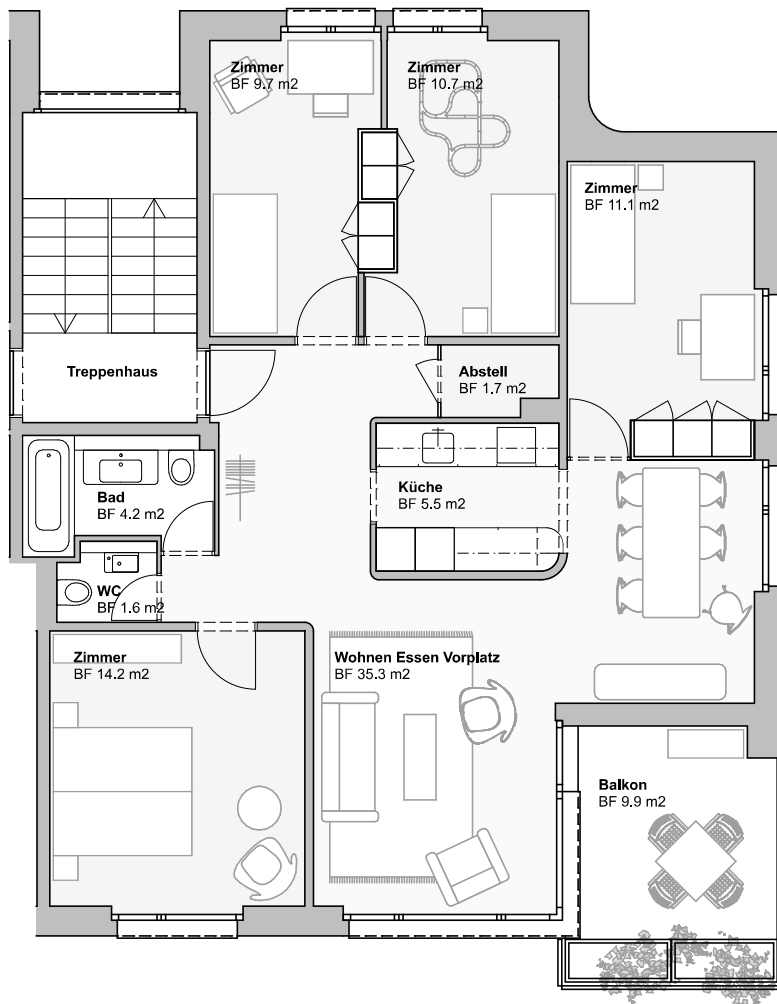 Zimmer
BF 9.7 m2
Zimmer
BF 10.7 m2
Zimmer
BF 11.1 m2
Treppenhaus
Abstell
BF 1.7 m2
Küche
BF 5.5 m2
Bad
BF 4.2 m2
WC
BF 1.6 m2
Zimmer
BF 14.2 m2
Wohnen Essen Vorplatz
BF 35.3 m2
Balkon
BF 9.9 m2